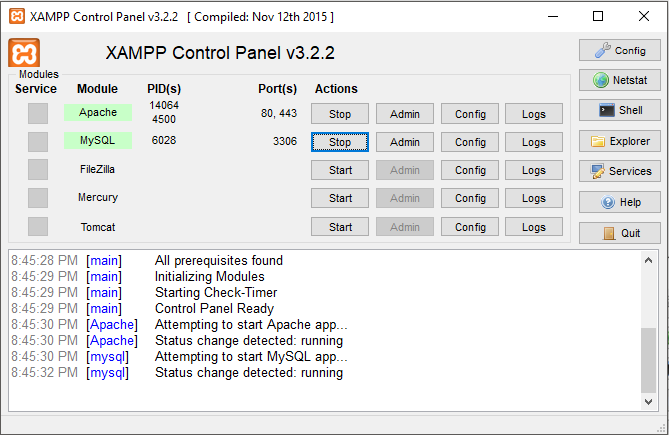 XAMPP Control Panel v3.2.2 [ Compiled: Nov 12th 2015 ]
XAMPP Control Panel v3.2.2
Config
Modules
Service Module PID(s) Port(s) Actions
Netstat
Apache 14064 4500 80, 443 Stop Admin Config Logs
Shell
MySQL 6028 3306 Stop Admin Config Logs
Explorer
FileZilla Start Admin Config Logs
Services
Mercury Start Admin Config Logs
Help
Tomcat Start Admin Config Logs
Quit
8:45:28 PM [main] All prerequisites found
8:45:29 PM [main] Initializing Modules
8:45:29 PM [main] Starting Check-Timer
8:45:29 PM [main] Control Panel Ready
8:45:30 PM [Apache] Attempting to start Apache app...
8:45:30 PM [Apache] Status change detected: running
8:45:30 PM [mysql] Attempting to start MySQL app...
8:45:32 PM [mysql] Status change detected: running